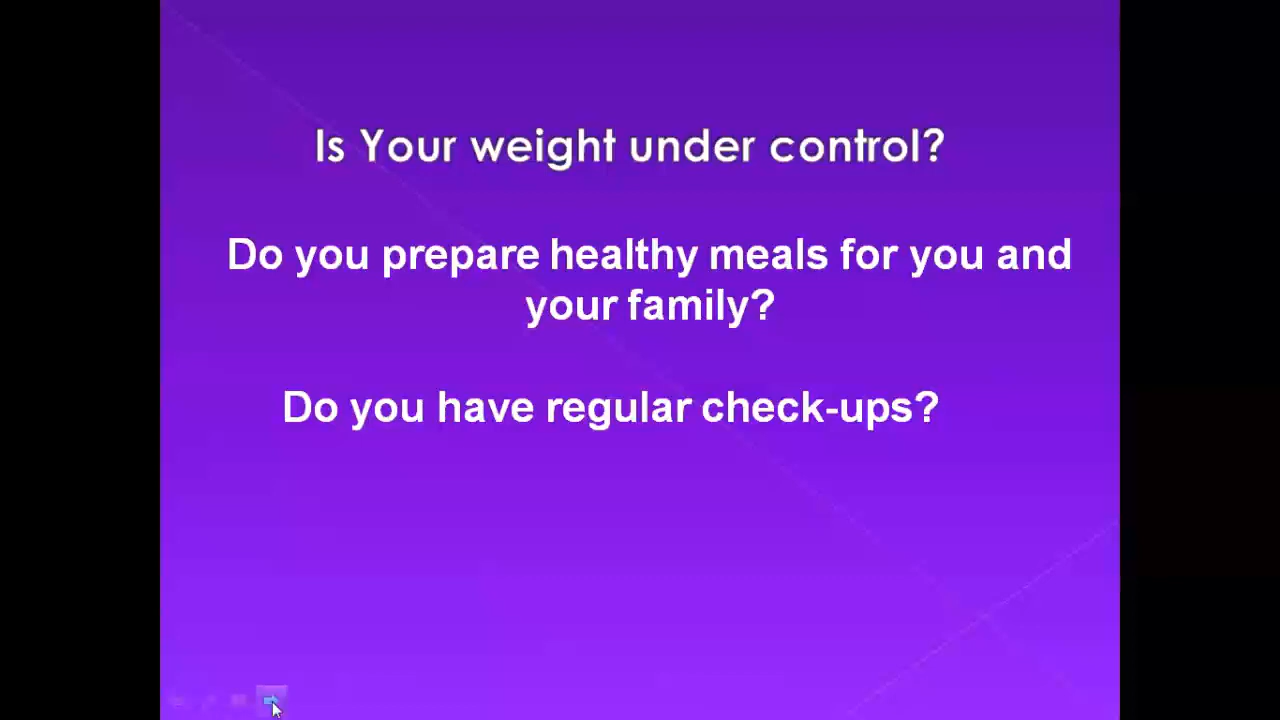 Is Your weight under control?
Do you prepare healthy meals for you and
your family?
Do you have regular check-ups?